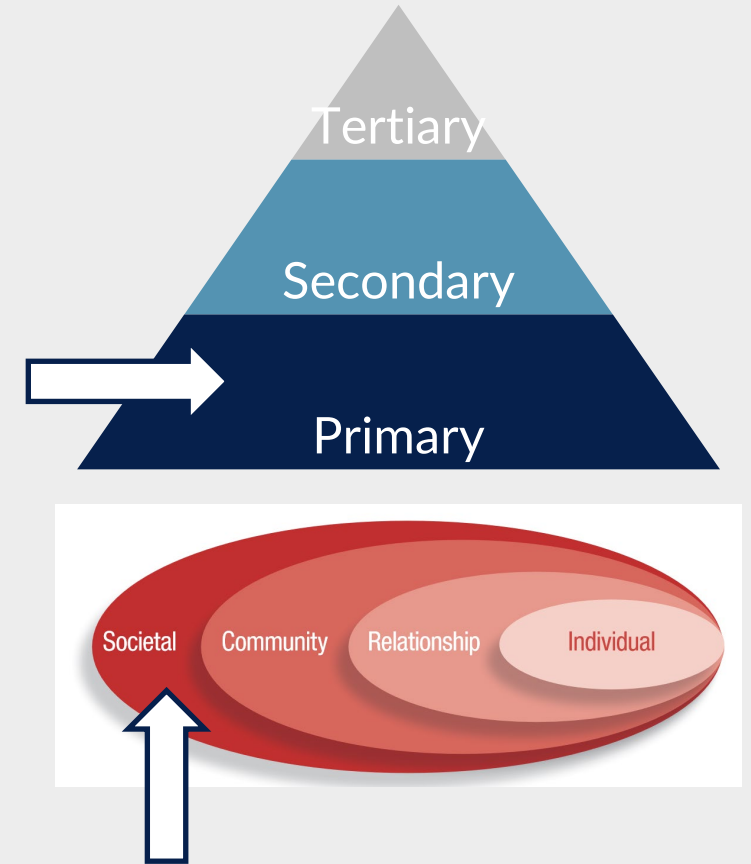 Tertiary
Secondary
Primary
Societal Community Relationship Individual